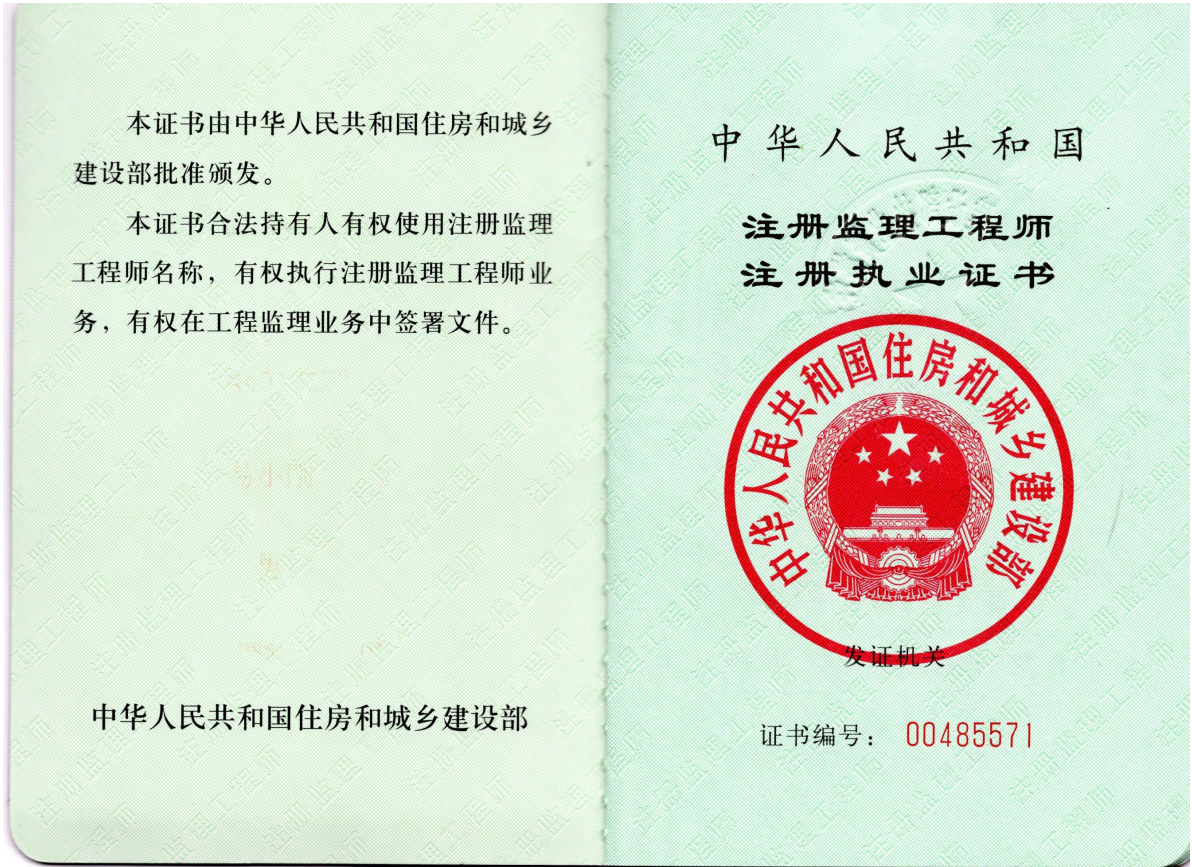 本证书由中华人民共和国住房和城乡
建设部批准颁发。
本证书合法持有人有权使用注册监理
工程师名称，有权执行注册监理工程师业
务，有权在工程监理业务中签署文件。
中华人民共和国住房和城乡建设部
中华人民共和国
注册监理工程师
注册执业证书
中华人民共和国住房和城乡建设部
发证机关
证书编号： 00485571